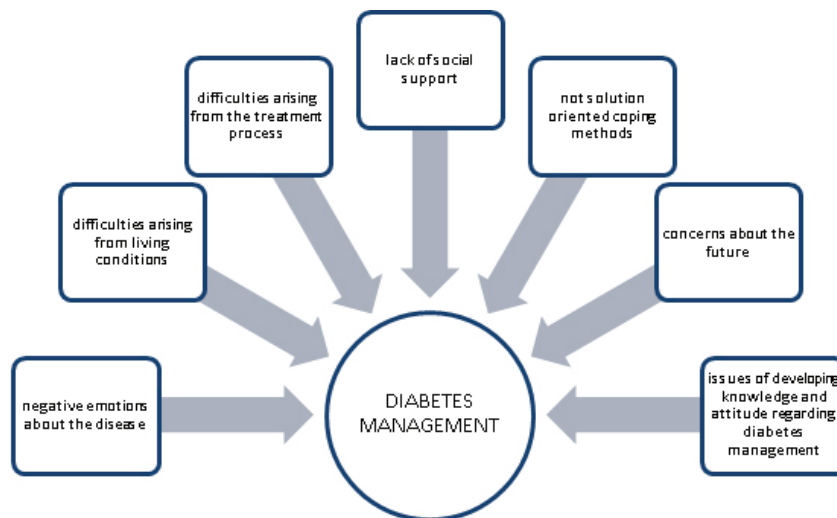 lack of social
support
difficulties arising
from the treatment
process
not solution
oriented coping
methods
difficulties arising
from living
conditions
concerns about the
future
negative emotions
about the disease
DIABETES
MANAGEMENT
issues of developing
knowledge and
attitude regarding
diabetes
management